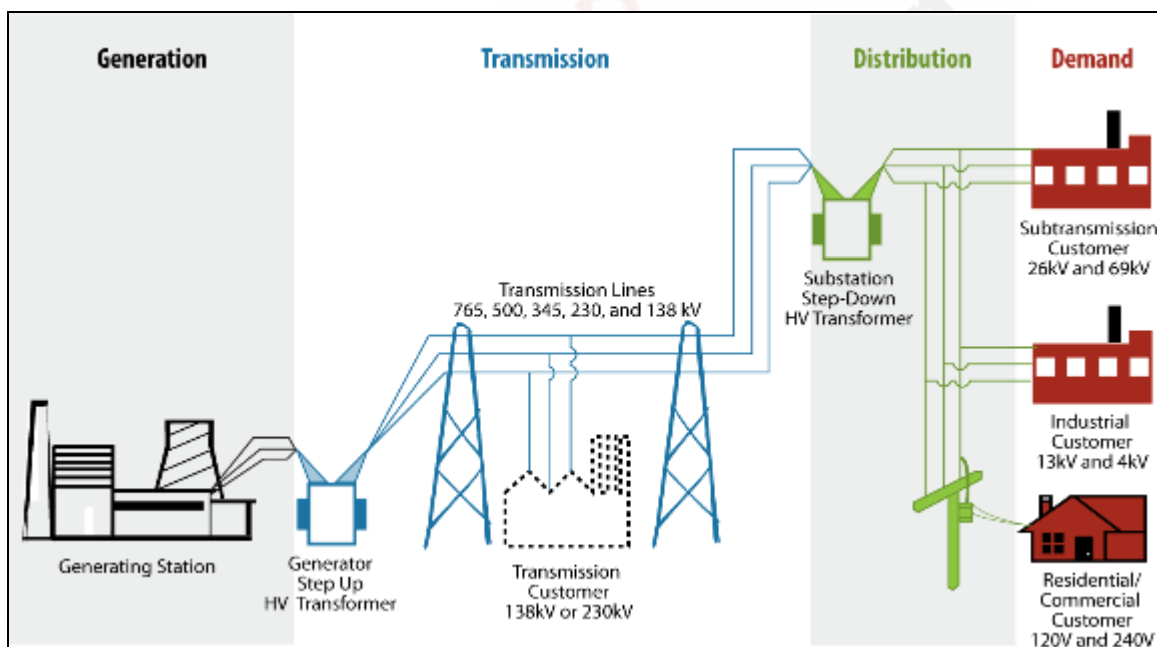 Generation
Transmission
Distribution
Demand
Transmission Lines
765, 500, 345, 230, and 138 kV
Generating Station
Generator
Step Up
HV Transformer
Transmission
Customer
138kV or 230kV
Substation
Step-Down
HV Transformer
Subtransmission
Customer
26kV and 69kV
Industrial
Customer
13kV and 4kV
Residential/
Commercial
Customer
120V and 240V